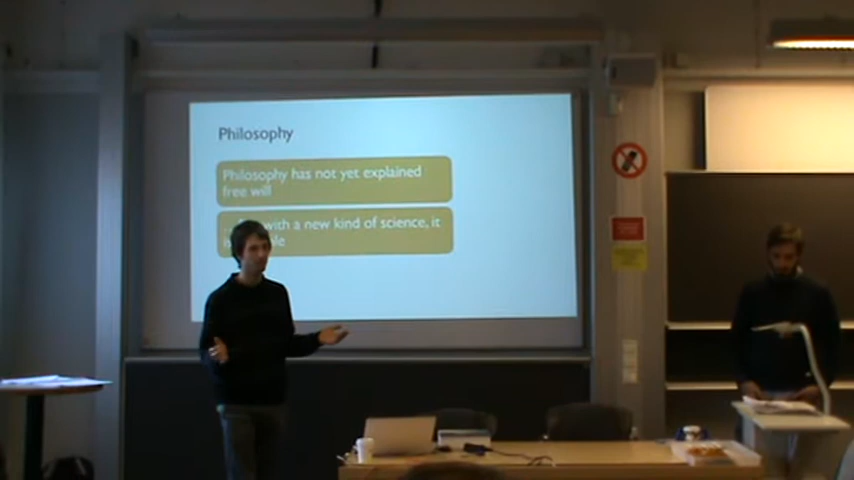 Philosophy
Philosophy has not yet explained
free will
with a new kind of science, it